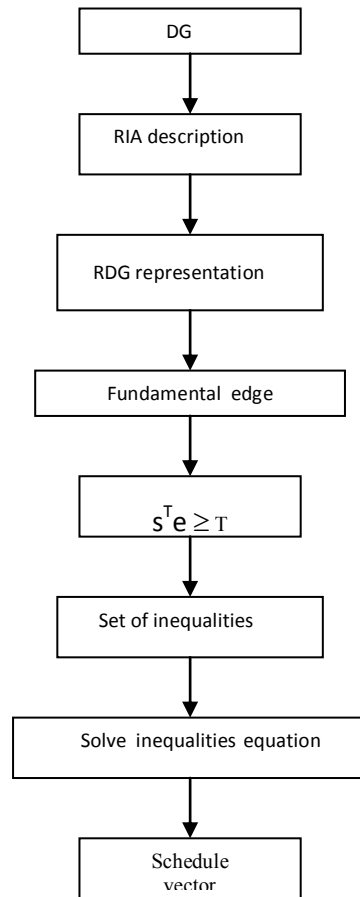 DG
RIA description
RDG representation
Fundamental edge
sᵀe ≥ T
Set of inequalities
Solve inequalities equation
Schedule
vector